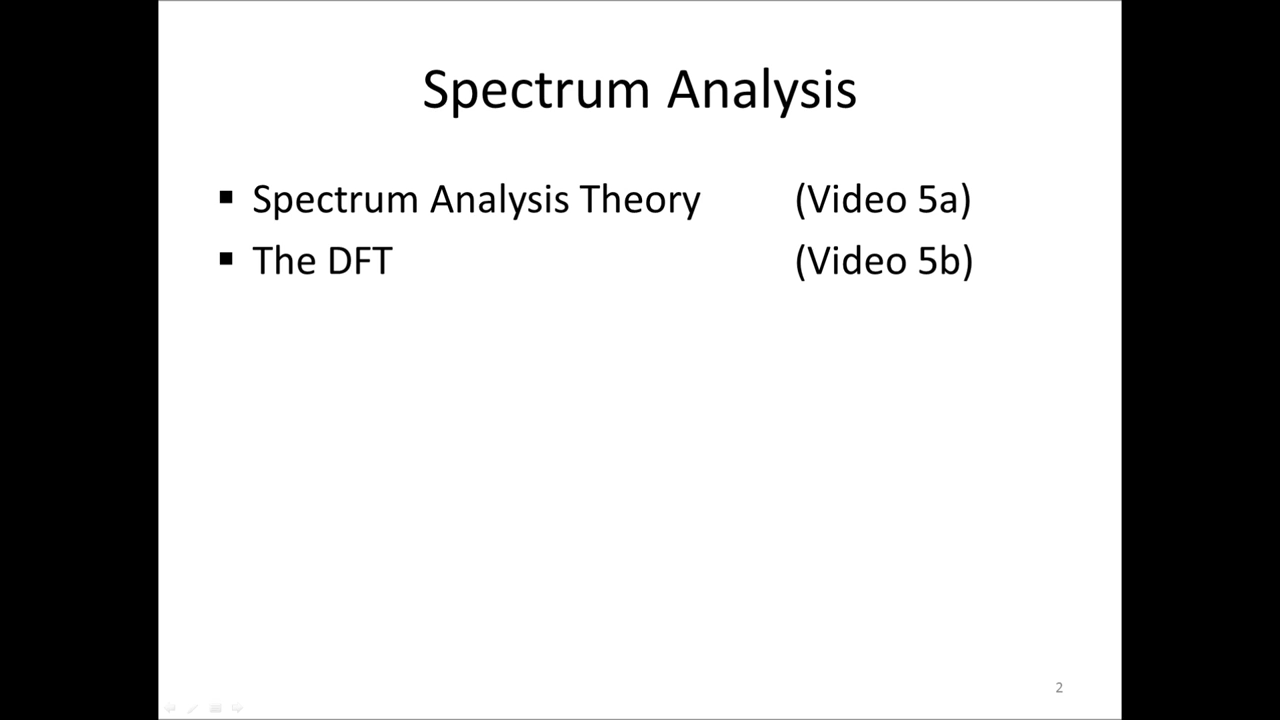 Spectrum Analysis
▪ Spectrum Analysis Theory (Video 5a)
▪ The DFT (Video 5b)
2